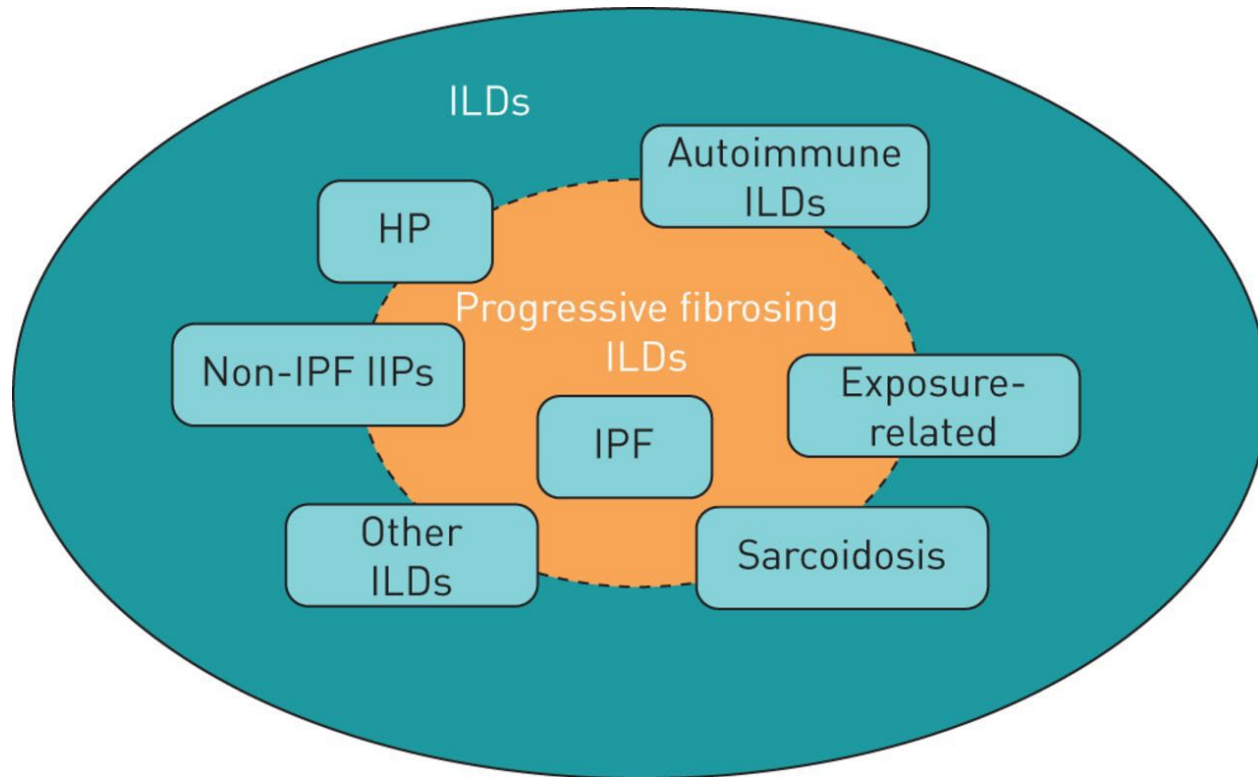 ILDs
Autoimmune
ILDs
HP
Progressive fibrosing
ILDs
Non-IPF IIPs
Exposure-
related
IPF
Other
ILDs
Sarcoidosis